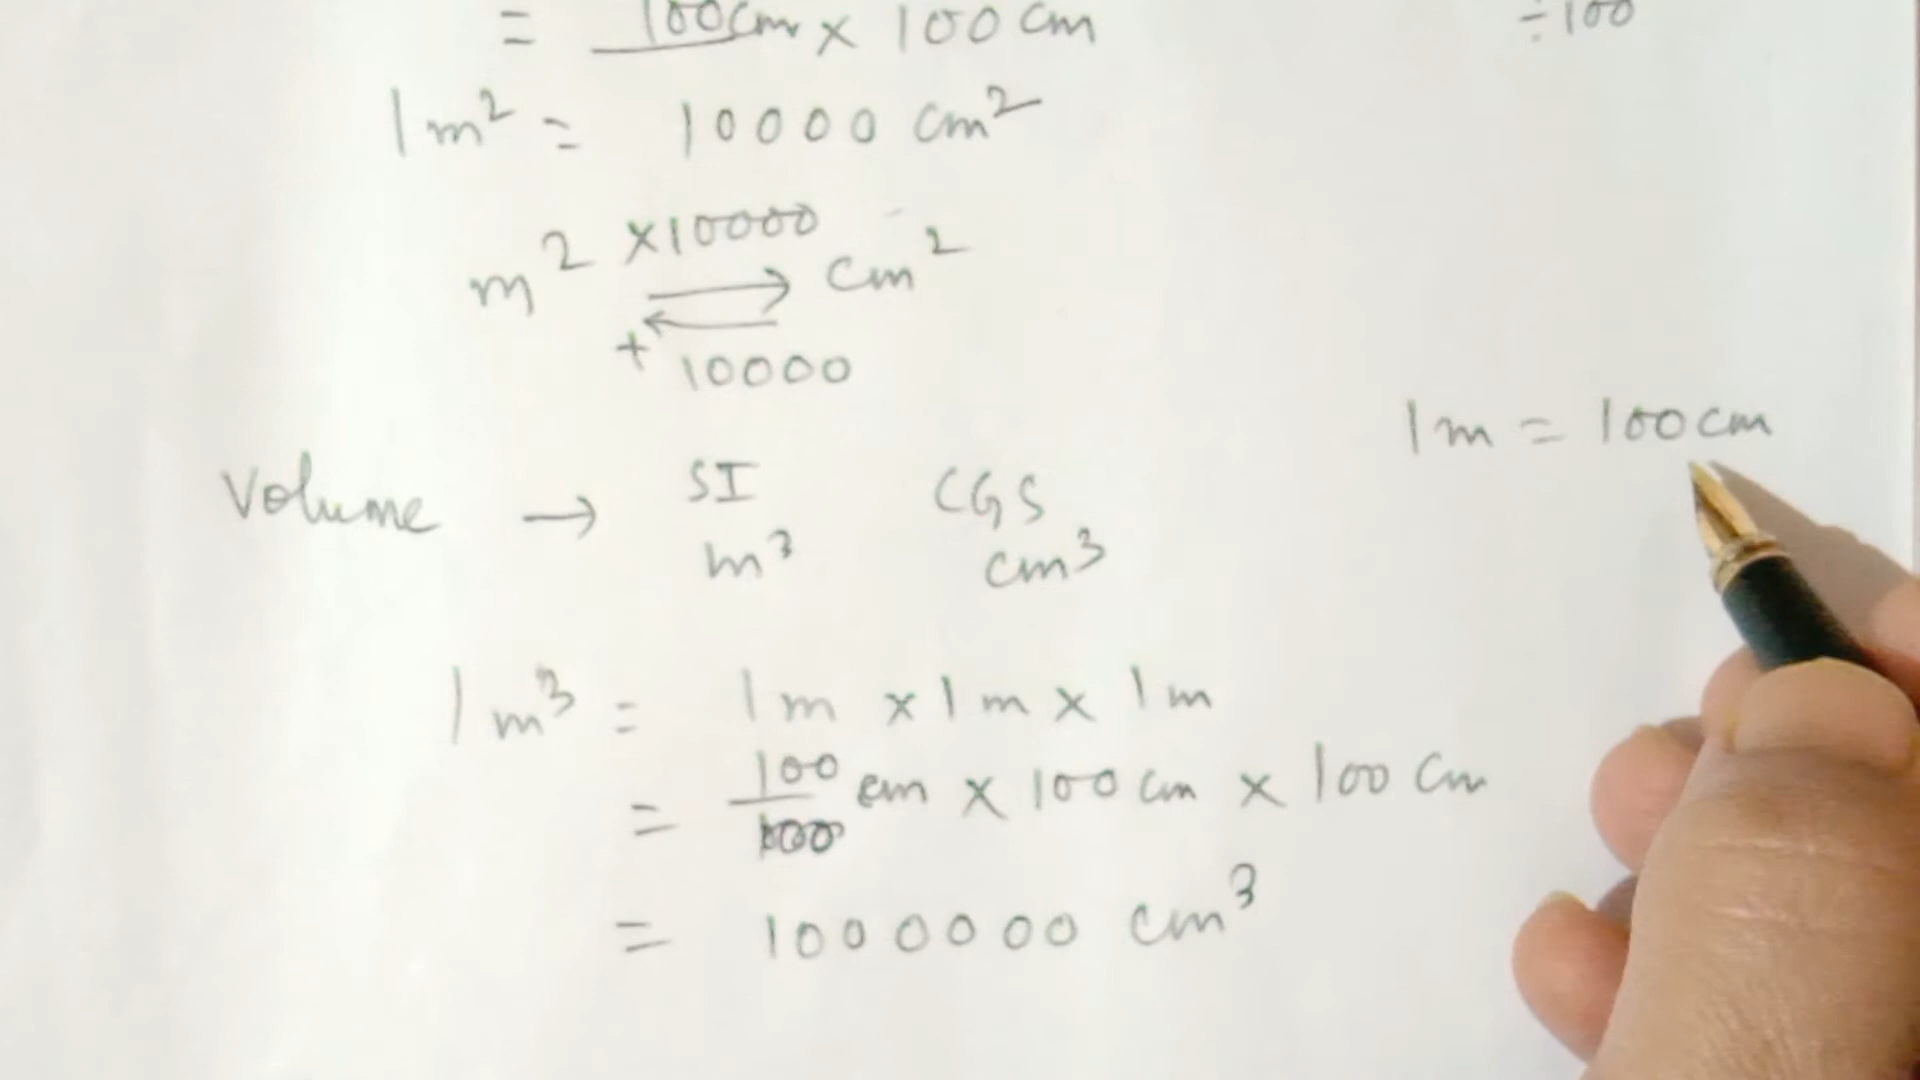 = 100cm x 100 cm
÷100
1m² = 10000 cm²
m² x10000 cm²
+ 10000
1m = 100cm
Volume → SI CGS
m³ cm³
1m³ = 1m x 1m x 1m
= 100/100 cm x 100 cm x 100 cm
= 1000000 cm³